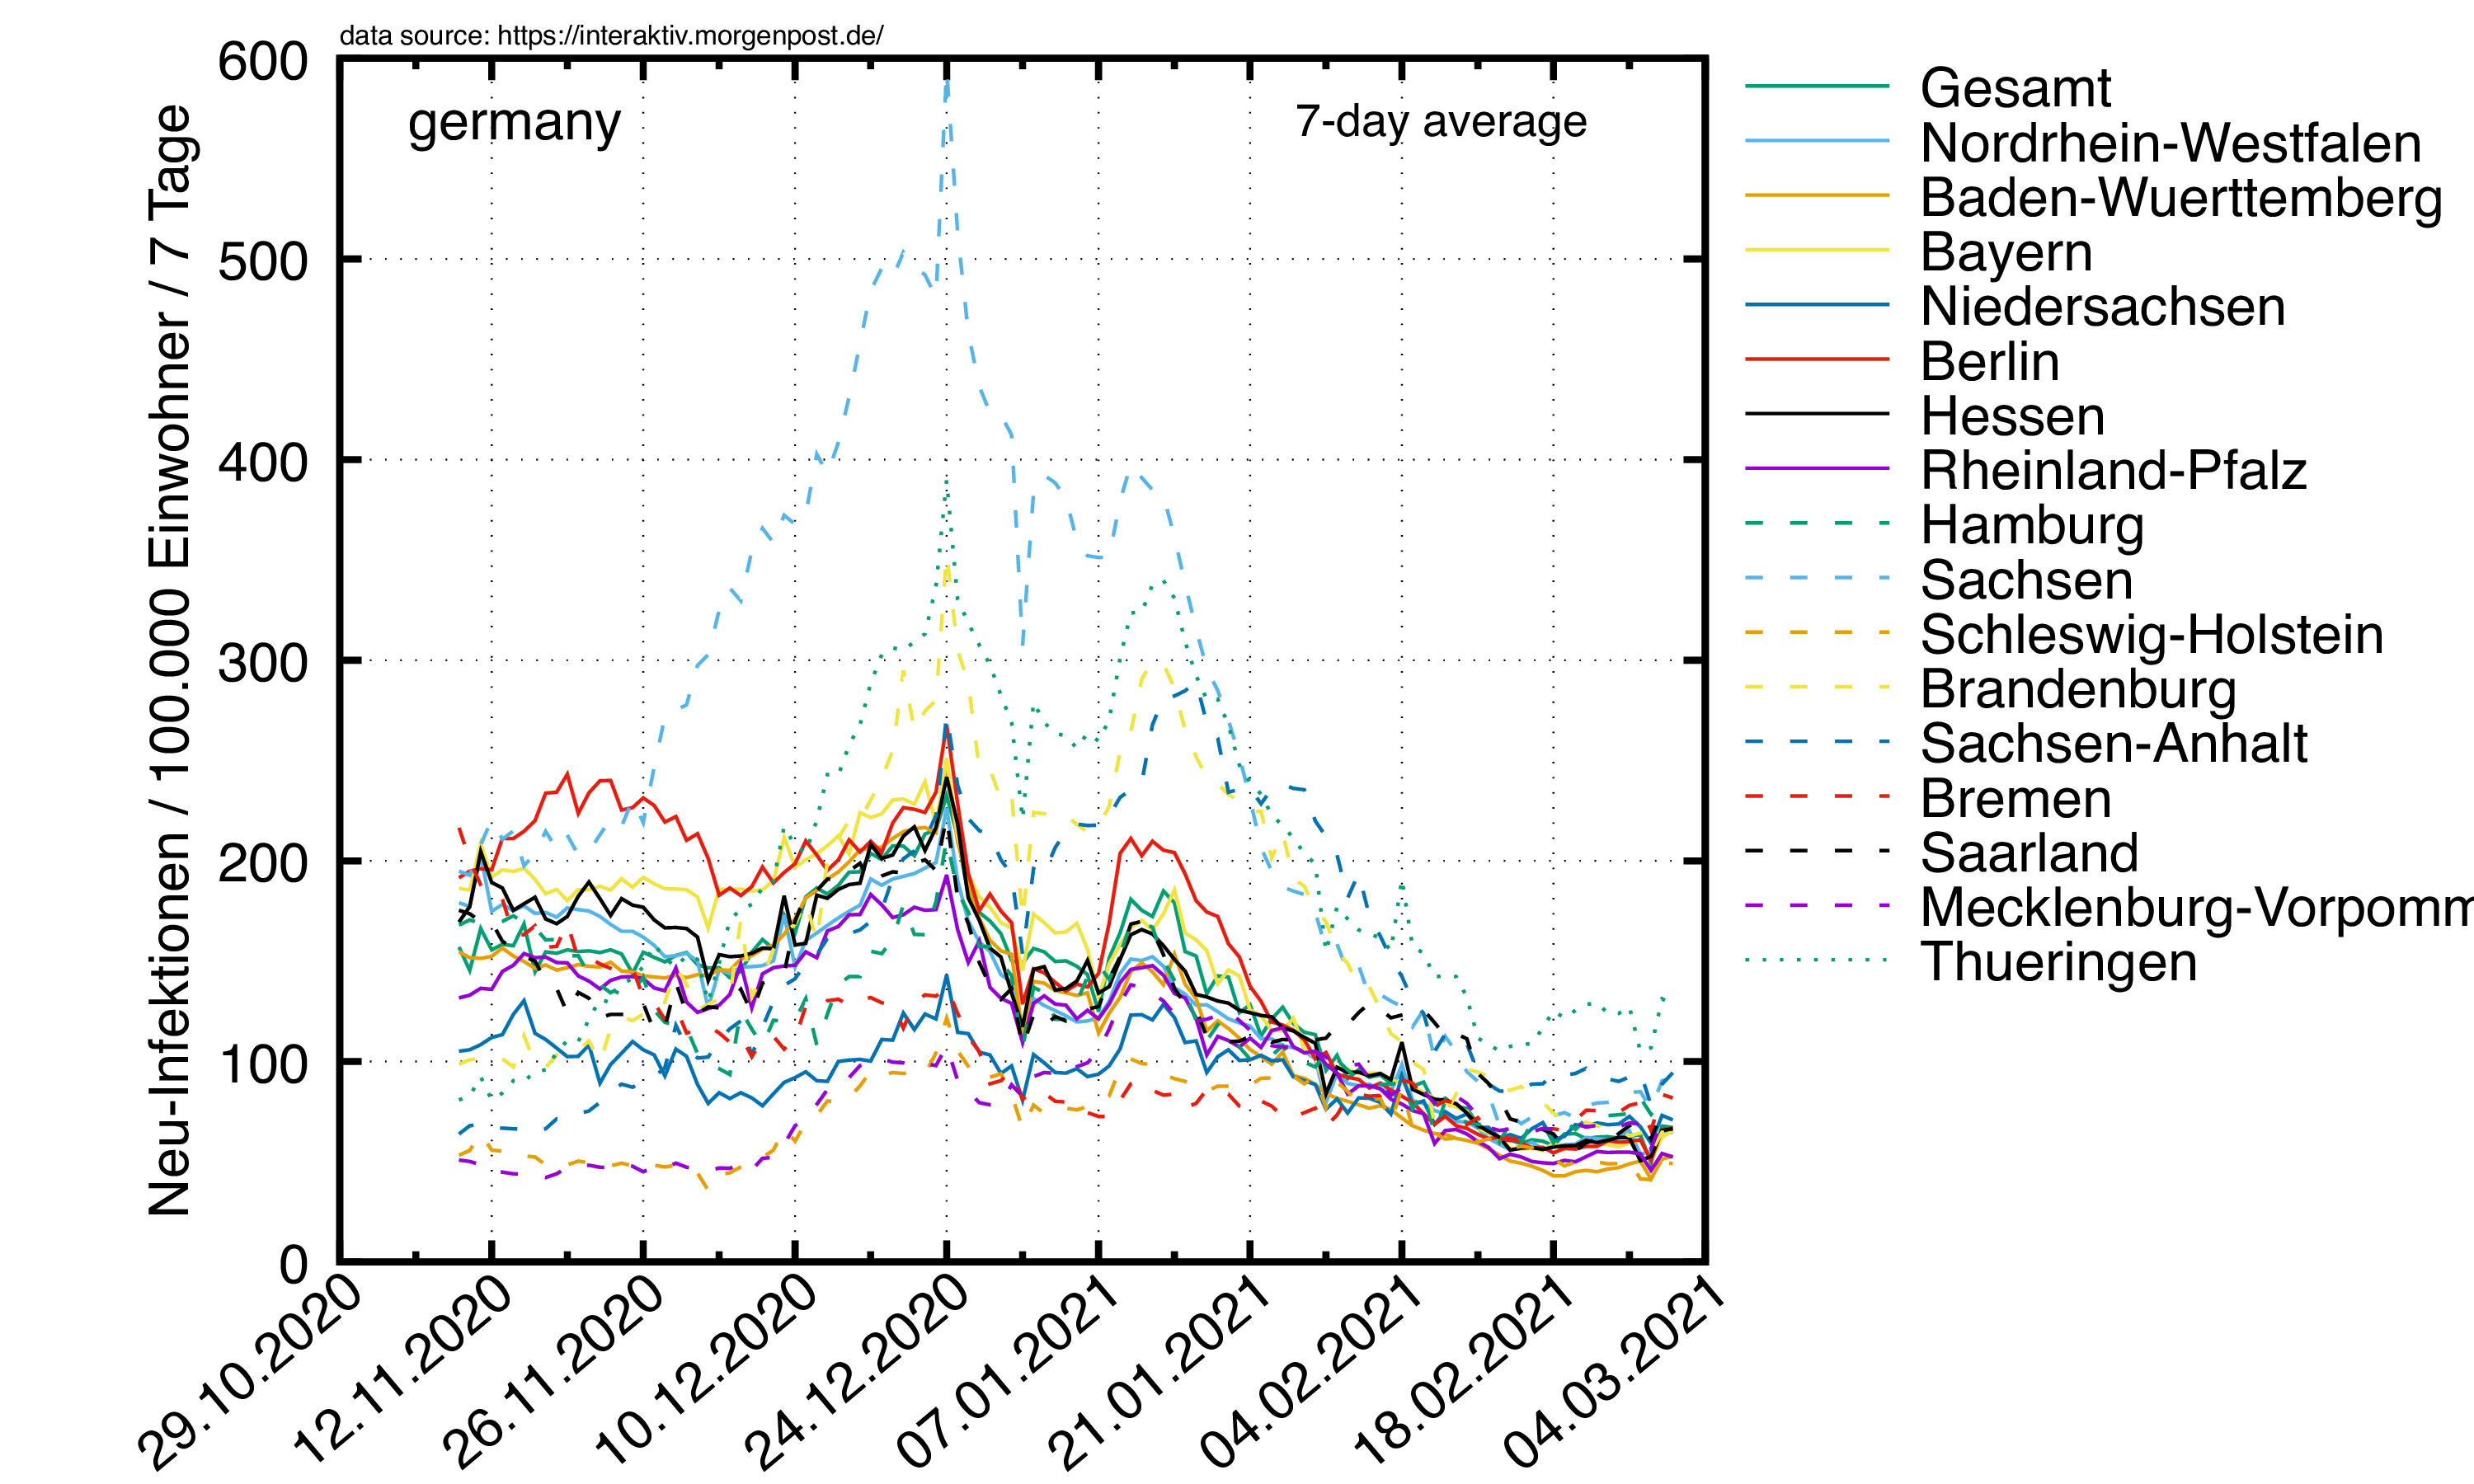 data source: https://interaktiv.morgenpost.de/
germany
7-day average
Neu-Infektionen / 100.000 Einwohner / 7 Tage
600
500
400
300
200
100
0
29.10.2020
12.11.2020
26.11.2020
10.12.2020
24.12.2020
07.01.2021
21.01.2021
04.02.2021
18.02.2021
04.03.2021
Gesamt
Nordrhein-Westfalen
Baden-Wuerttemberg
Bayern
Niedersachsen
Berlin
Hessen
Rheinland-Pfalz
Hamburg
Sachsen
Schleswig-Holstein
Brandenburg
Sachsen-Anhalt
Bremen
Saarland
Mecklenburg-Vorpomm
Thueringen